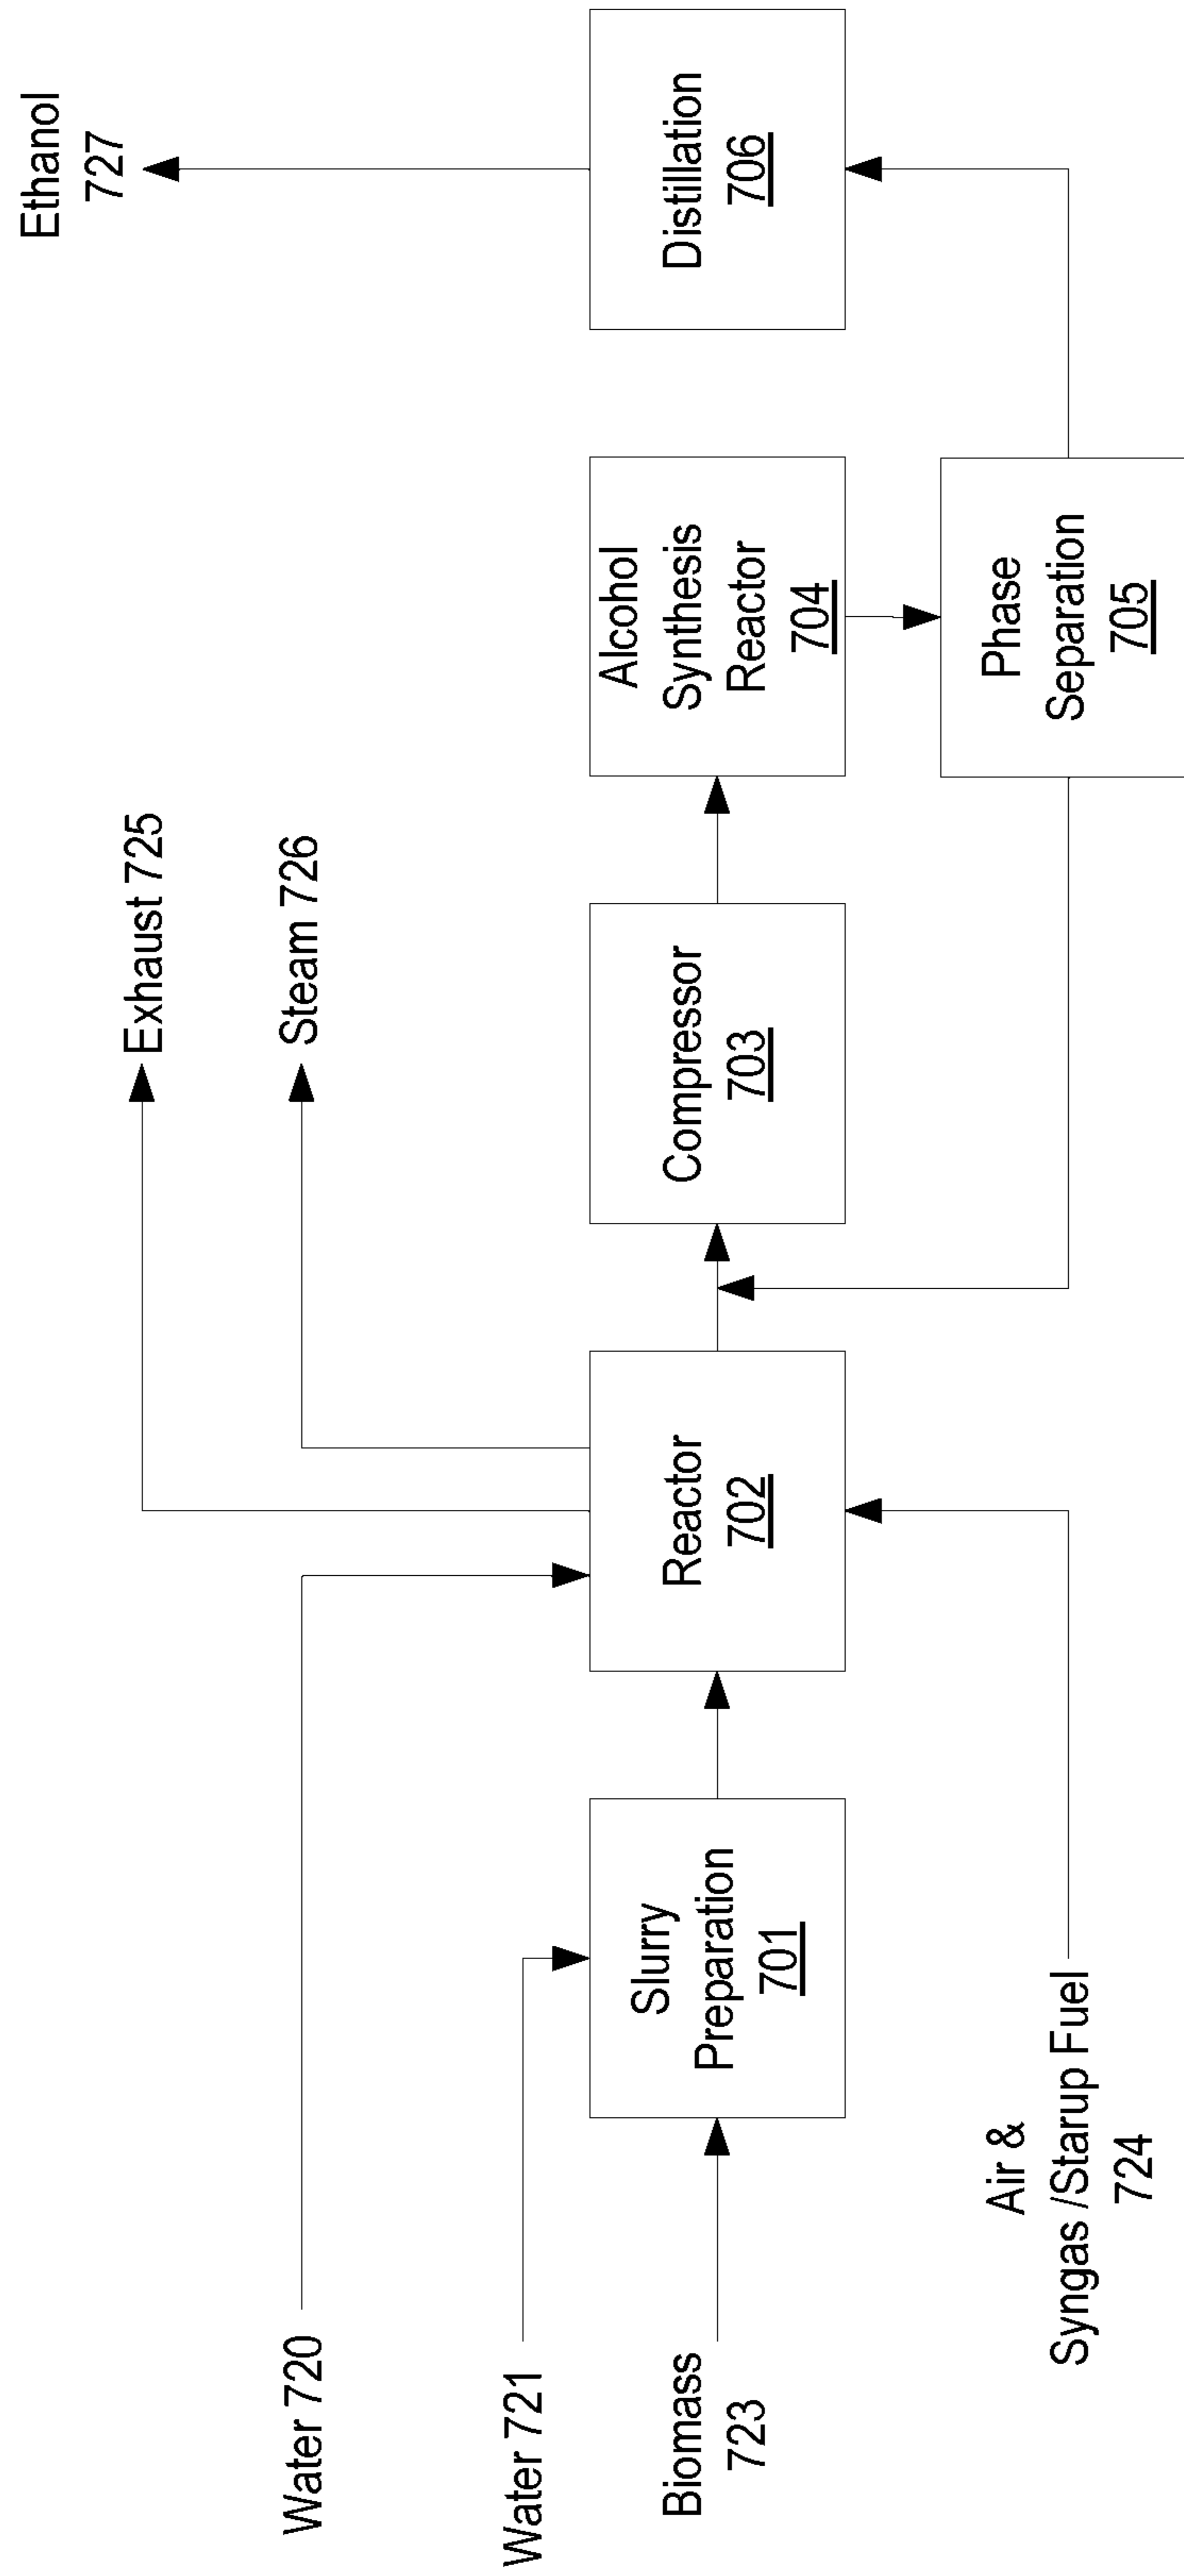 Ethanol
727
Exhaust 725
Steam 726
Water 720
Water 721
Biomass
723
Slurry
Preparation
701
Reactor
702
Compressor
703
Alcohol
Synthesis
Reactor
704
Distillation
706
Phase
Separation
705
Air &
Syngas /Starup Fuel
724